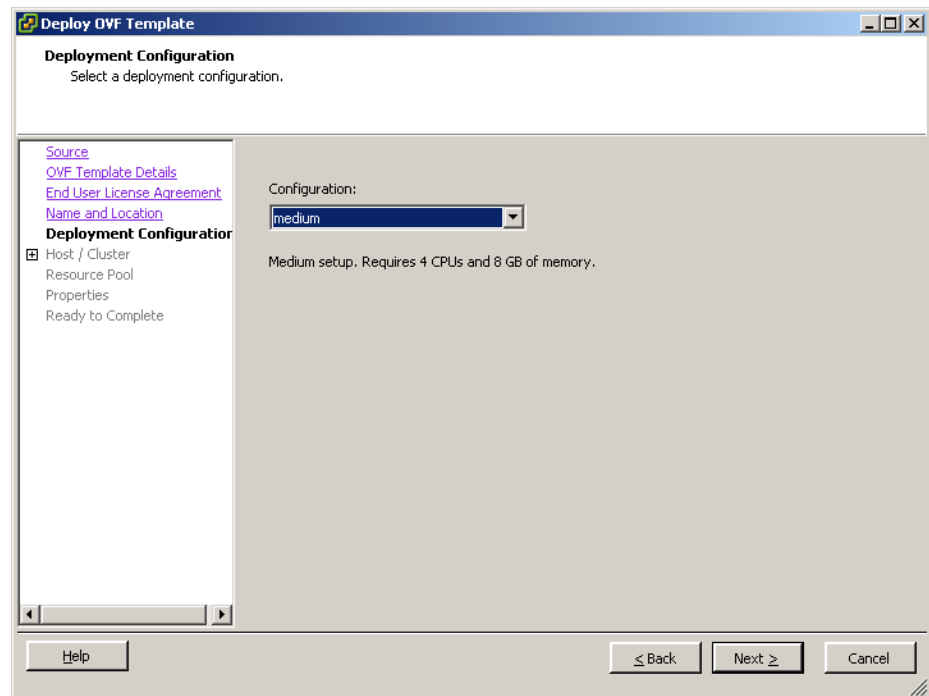 Deploy OVF Template
Deployment Configuration
Select a deployment configuration.
Source
OVF Template Details
End User License Agreement
Name and Location
Deployment Configuration
Host / Cluster
Resource Pool
Properties
Ready to Complete
Configuration:
medium
Medium setup. Requires 4 CPUs and 8 GB of memory.
Help
≤ Back
Next ≥
Cancel